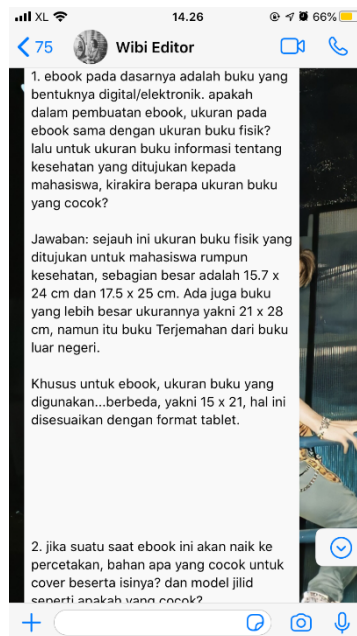 XL
14.26
66%
75
Wibi Editor
1. ebook pada dasarnya adalah buku yang
bentuknya digital/elektronik. apakah
dalam pembuatan ebook, ukuran pada
ebook sama dengan ukuran buku fisik?
lalu untuk ukuran buku informasi tentang
kesehatan yang ditujukan kepada
mahasiswa, kirakira berapa ukuran buku
yang cocok?
Jawaban: sejauh ini ukuran buku fisik yang
ditujukan untuk mahasiswa rumpun
kesehatan, sebagian besar adalah 15.7 x
24 cm dan 17.5 x 25 cm. Ada juga buku
yang lebih besar ukurannya yakni 21 x 28
cm, namun itu buku Terjemahan dari buku
luar negeri.
Khusus untuk ebook, ukuran buku yang
digunakan...berbeda, yakni 15 x 21, hal ini
disesuaikan dengan format tablet.
2. jika suatu saat ebook ini akan naik ke
percetakan, bahan apa yang cocok untuk
cover beserta isinya? dan model jilid
seperti apakah yang cocok?